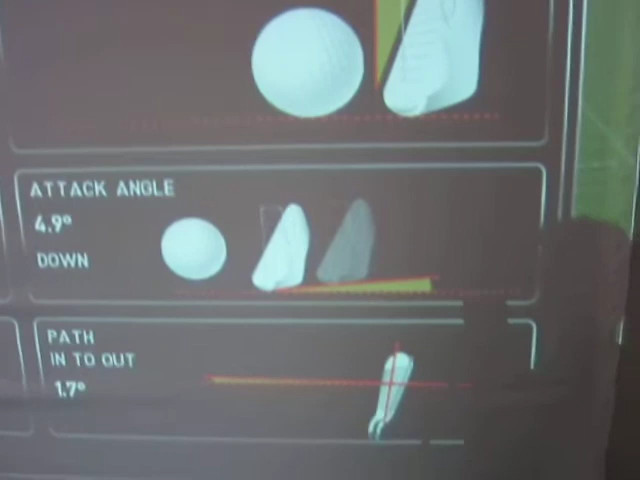 ATTACK ANGLE
4.9°
DOWN
PATH
IN TO OUT
1.7°